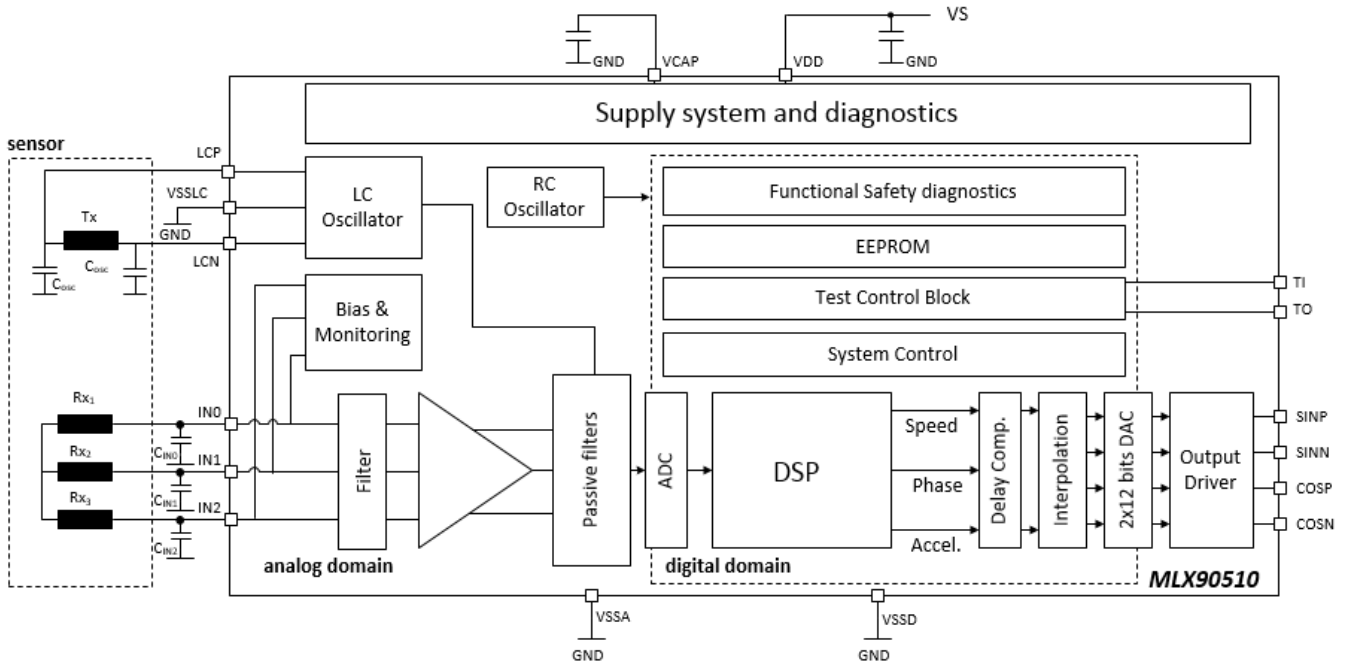 VS
GND
VCAP
VDD
GND
Supply system and diagnostics
sensor
LCP
VSSLC
GND
LCN
Tx
Cosc
Cosc
LC
Oscillator
RC
Oscillator
Functional Safety diagnostics
EEPROM
Test Control Block
System Control
TI
TO
Bias &
Monitoring
Rx1
Rx2
Rx3
IN0
IN1
IN2
CIN0
CIN1
CIN2
Filter
Passive filters
ADC
DSP
Speed
Phase
Accel.
Delay Comp.
Interpolation
2x12 bits DAC
Output
Driver
SINP
SINN
COSP
COSN
analog domain
digital domain
MLX90510
VSSA
GND
VSSD
GND